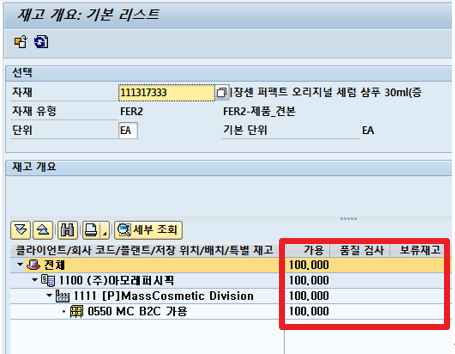 재고 개요: 기본 리스트
선택
자재 111317333 미쟝센 퍼펙트 오리지널 세럼 샴푸 30ml(증
자재 유형 FER2 FER2-제품_견본
단위 EA 기본 단위 EA
재고 개요
세부 조회
클라이언트/회사 코드/플랜트/저장 위치/배치/특별 재고 가용 품질 검사 보류재고
전체 100,000
1100 (주)아모레퍼시픽 100,000
1111 [P]MassCosmetic Division 100,000
0550 MC B2C 가용 100,000